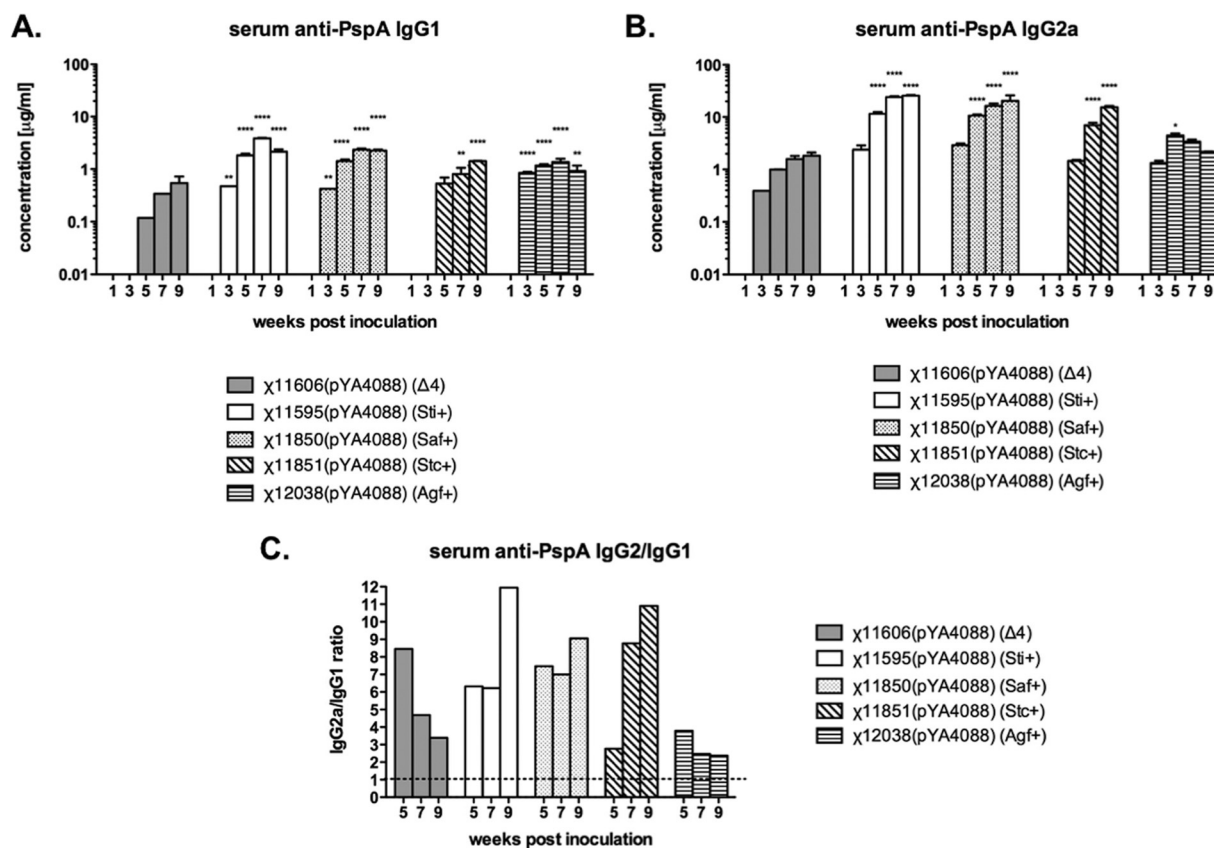 A.
serum anti-PspA IgG1
concentration [μg/ml]
100
10
1
0.1
0.01
** **** **** ****
** **** **** ****
** ****
**** **** **** **
1 3 5 7 9 1 3 5 7 9 1 3 5 7 9 1 3 5 7 9 1 3 5 7 9
weeks post inoculation
χ11606(pYA4088) (Δ4)
χ11595(pYA4088) (Sti+)
χ11850(pYA4088) (Saf+)
χ11851(pYA4088) (Stc+)
χ12038(pYA4088) (Agf+)
B.
serum anti-PspA IgG2a
concentration [μg/ml]
100
10
1
0.1
0.01
**** **** ****
**** **** ****
**** ****
*
1 3 5 7 9 1 3 5 7 9 1 3 5 7 9 1 3 5 7 9 1 3 5 7 9
weeks post inoculation
χ11606(pYA4088) (Δ4)
χ11595(pYA4088) (Sti+)
χ11850(pYA4088) (Saf+)
χ11851(pYA4088) (Stc+)
χ12038(pYA4088) (Agf+)
C.
serum anti-PspA IgG2/IgG1
IgG2a/IgG1 ratio
12
11
10
9
8
7
6
5
4
3
2
1
0
5 7 9 5 7 9 5 7 9 5 7 9 5 7 9
weeks post inoculation
χ11606(pYA4088) (Δ4)
χ11595(pYA4088) (Sti+)
χ11850(pYA4088) (Saf+)
χ11851(pYA4088) (Stc+)
χ12038(pYA4088) (Agf+)